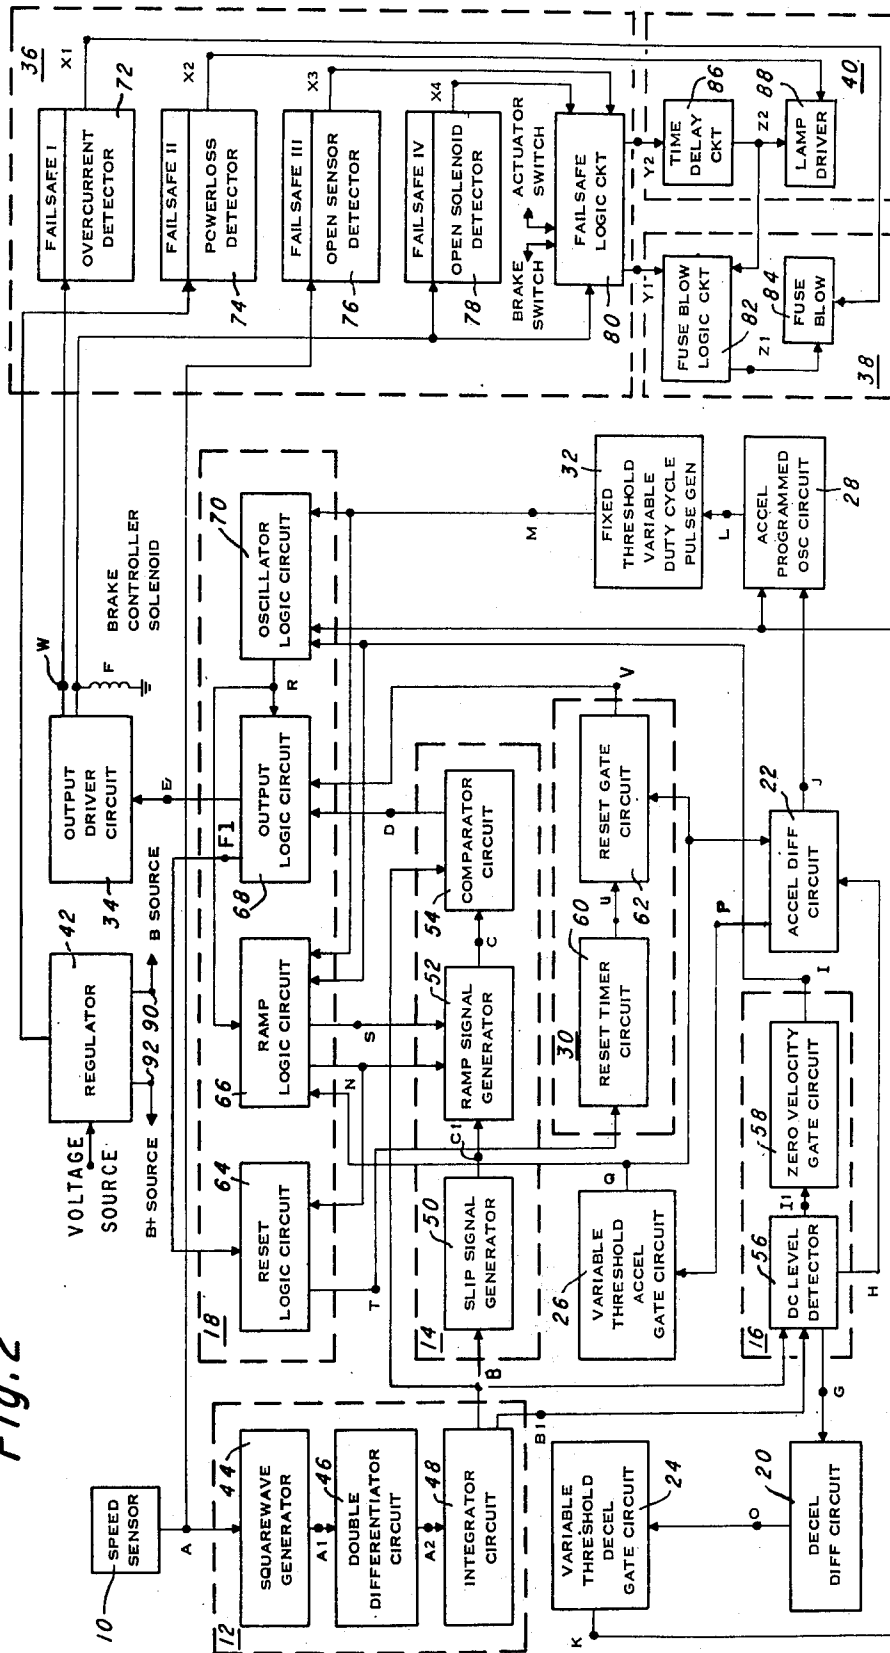 Fig. 2
10
SPEED
SENSOR
A
12
44
SQUAREWAVE
GENERATOR
A1
46
DOUBLE
DIFFERENTIATOR
CIRCUIT
A2
48
INTEGRATOR
CIRCUIT
B
B1
VOLTAGE
SOURCE
42
REGULATOR
B+ SOURCE
92
90
B SOURCE
34
OUTPUT
DRIVER
CIRCUIT
E
W
F
BRAKE
CONTROLLER
SOLENOID
18
64
RESET
LOGIC CIRCUIT
T
66
RAMP
LOGIC CIRCUIT
N
S
F1
68
OUTPUT
LOGIC CIRCUIT
R
70
OSCILLATOR
LOGIC CIRCUIT
14
50
SLIP SIGNAL
GENERATOR
C1
52
RAMP SIGNAL
GENERATOR
C
54
COMPARATOR
CIRCUIT
D
30
60
RESET TIMER
CIRCUIT
U
62
RESET GATE
CIRCUIT
V
26
VARIABLE
THRESHOLD
ACCEL
GATE CIRCUIT
Q
P
24
VARIABLE
THRESHOLD
DECEL
GATE CIRCUIT
K
O
20
DECEL
DIFF CIRCUIT
G
16
56
DC LEVEL
DETECTOR
I1
58
ZERO VELOCITY
GATE CIRCUIT
I
H
22
ACCEL DIFF
CIRCUIT
J
28
ACCEL
PROGRAMMED
OSC CIRCUIT
L
32
FIXED
THRESHOLD
VARIABLE
DUTY CYCLE
PULSE GEN
M
36
FAILSAFE I
OVERCURRENT
DETECTOR
72
X1
FAILSAFE II
POWERLOSS
DETECTOR
74
X2
FAILSAFE III
OPEN SENSOR
DETECTOR
76
X3
FAILSAFE IV
OPEN SOLENOID
DETECTOR
78
X4
BRAKE
SWITCH
ACTUATOR
SWITCH
FAILSAFE
LOGIC CKT
80
Y1
Y2
38
FUSE BLOW
LOGIC CKT
82
Z1
84
FUSE
BLOW
40
TIME
DELAY
CKT
86
Z2
LAMP
DRIVER
88